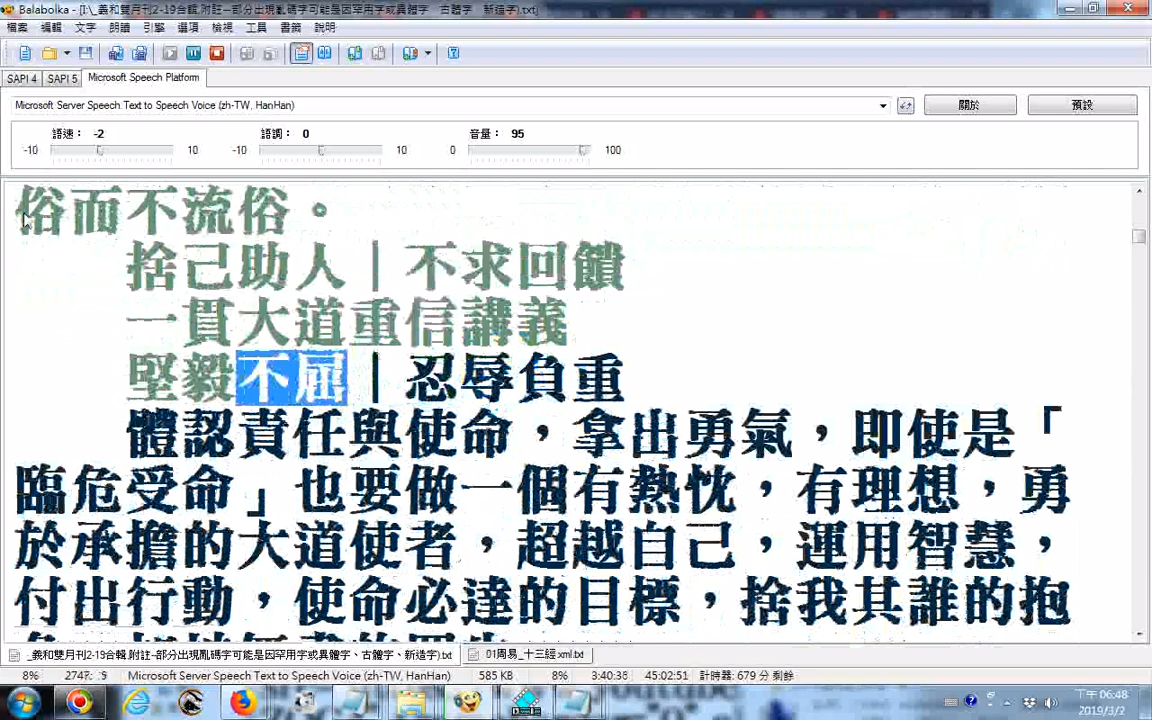 Balabolka - [I:\_義和雙月刊2-19合輯,附註--部分出現亂碼字可能是因罕用字或異體字、古體字、新造字).txt]
檔案 編輯 文字 朗讀 引擎 選項 檢視 工具 書籤 說明
SAPI 4 SAPI 5 Microsoft Speech Platform
Microsoft Server Speech Text to Speech Voice (zh-TW, HanHan)
關於 預設
語速： -2 語調： 0 音量： 95
-10 10 -10 10 0 100
俗而不流俗。
捨己助人｜不求回饋
一貫大道重信講義
堅毅不屈｜忍辱負重
體認責任與使命，拿出勇氣，即使是「
臨危受命」也要做一個有熱忱，有理想，勇
於承擔的大道使者，超越自己，運用智慧，
付出行動，使命必達的目標，捨我其誰的抱
_義和雙月刊2-19合輯,附註--部分出現亂碼字可能是因罕用字或異體字、古體字、新造字).txt 01周易_十三經.xml.txt
8% Microsoft Server Speech Text to Speech Voice (zh-TW, HanHan) 585 KB 8% 3:40:38 45:02:51 計時器: 679 分 剩餘
下午 06:48
2019/3/2